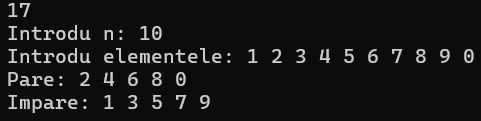 17
Introdu n: 10
Introdu elementele: 1 2 3 4 5 6 7 8 9 0
Pare: 2 4 6 8 0
Impare: 1 3 5 7 9